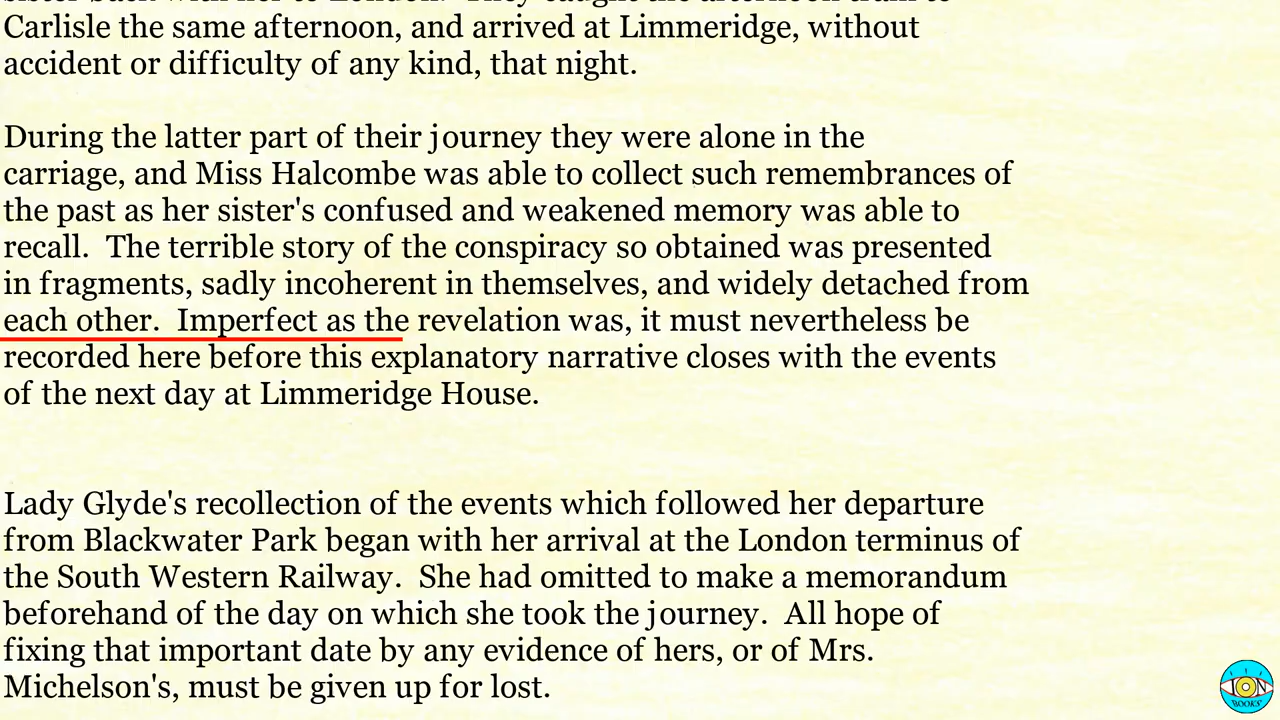 Carlisle the same afternoon, and arrived at Limmeridge, without
accident or difficulty of any kind, that night.
During the latter part of their journey they were alone in the
carriage, and Miss Halcombe was able to collect such remembrances of
the past as her sister's confused and weakened memory was able to
recall.  The terrible story of the conspiracy so obtained was presented
in fragments, sadly incoherent in themselves, and widely detached from
each other.  Imperfect as the revelation was, it must nevertheless be
recorded here before this explanatory narrative closes with the events
of the next day at Limmeridge House.
Lady Glyde's recollection of the events which followed her departure
from Blackwater Park began with her arrival at the London terminus of
the South Western Railway.  She had omitted to make a memorandum
beforehand of the day on which she took the journey.  All hope of
fixing that important date by any evidence of hers, or of Mrs.
Michelson's, must be given up for lost.
ION
BOOKS